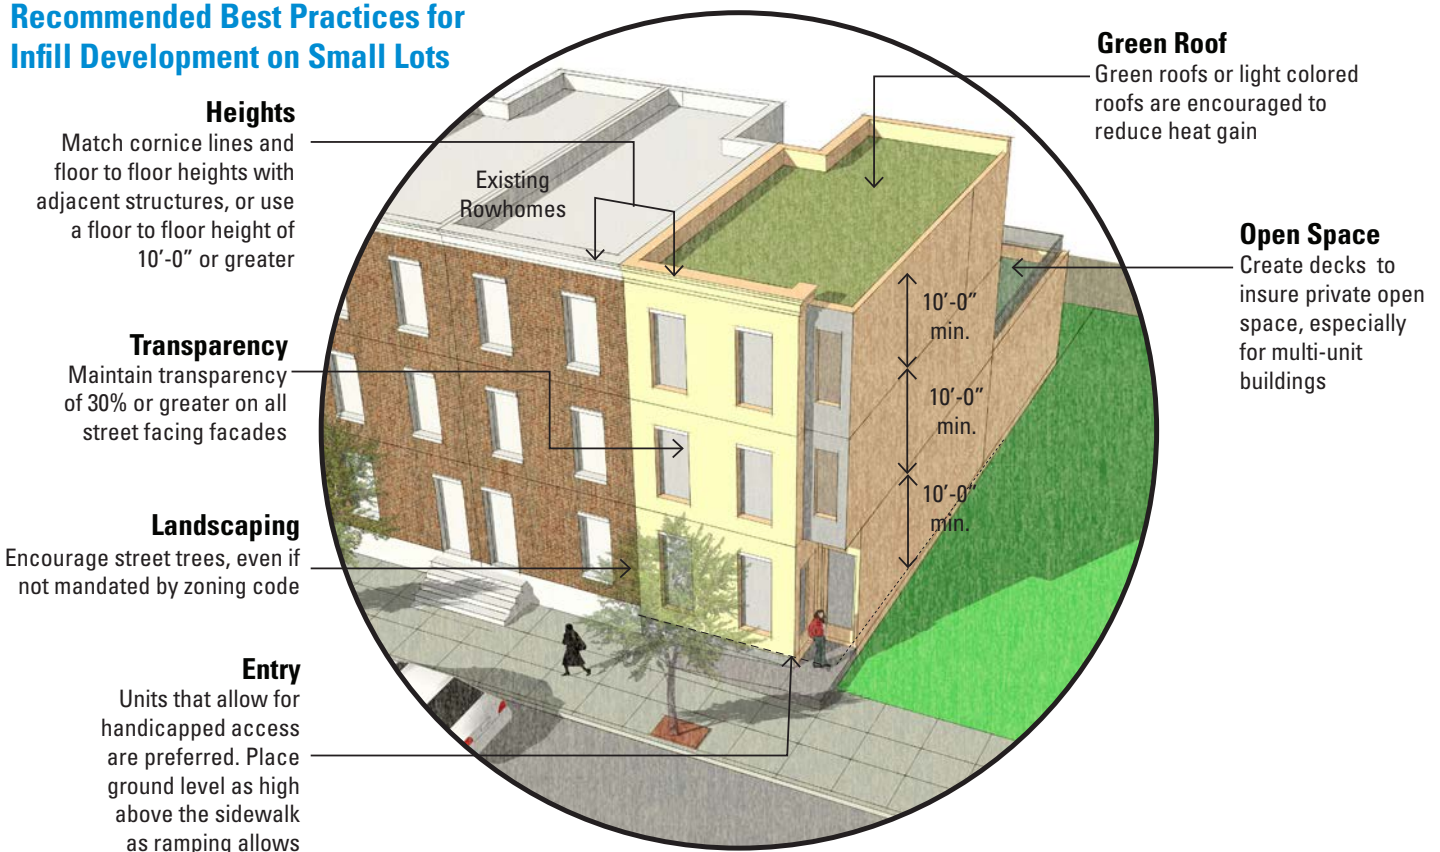 Recommended Best Practices for
Infill Development on Small Lots
Heights
Match cornice lines and
floor to floor heights with
adjacent structures, or use
a floor to floor height of
10’-0” or greater
Transparency
Maintain transparency
of 30% or greater on all
street facing facades
Landscaping
Encourage street trees, even if
not mandated by zoning code
Entry
Units that allow for
handicapped access
are preferred. Place
ground level as high
above the sidewalk
as ramping allows
Existing
Rowhomes
10’-0”
min.
10’-0”
min.
10’-0”
min.
Green Roof
Green roofs or light colored
roofs are encouraged to
reduce heat gain
Open Space
Create decks to
insure private open
space, especially
for multi-unit
buildings